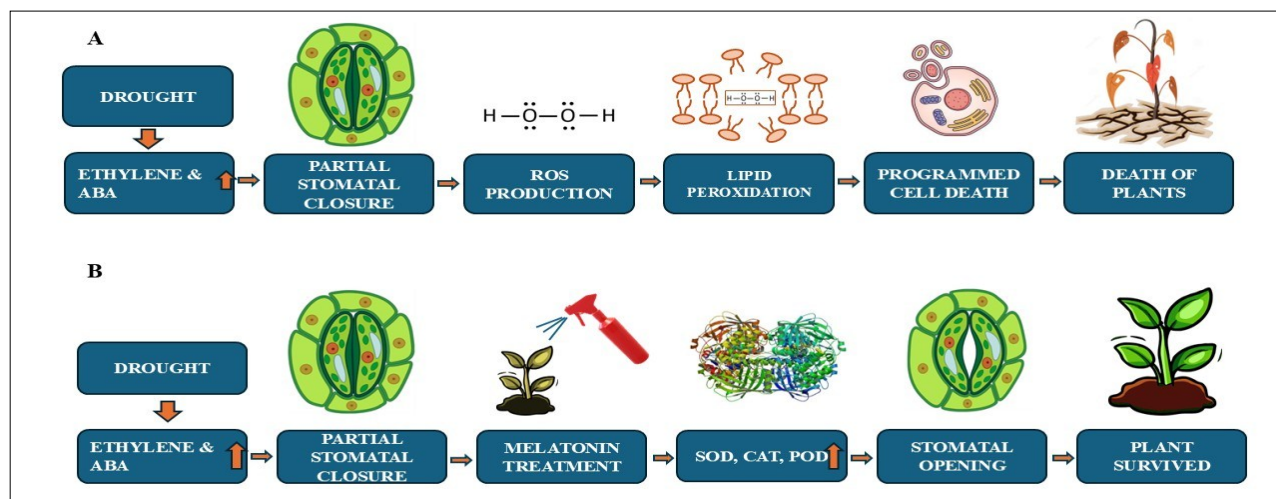 A
DROUGHT
ETHYLENE &
ABA
PARTIAL
STOMATAL
CLOSURE
H—O—O—H
ROS
PRODUCTION
H—O—O—H
LIPID
PEROXIDATION
PROGRAMMED
CELL DEATH
DEATH OF
PLANTS
B
DROUGHT
ETHYLENE &
ABA
PARTIAL
STOMATAL
CLOSURE
MELATONIN
TREATMENT
SOD, CAT, POD
STOMATAL
OPENING
PLANT
SURVIVED